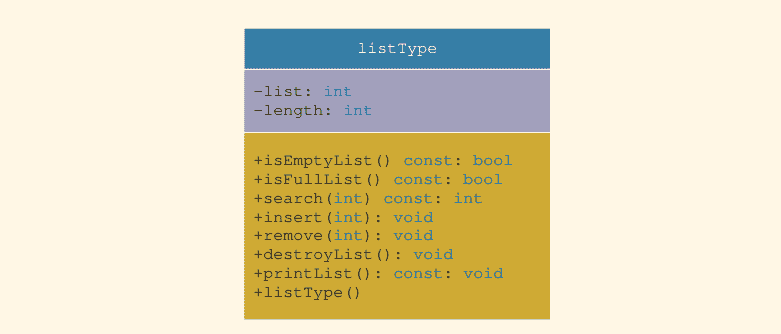 listType
-list: int
-length: int
+isEmptyList() const: bool
+isFullList() const: bool
+search(int) const: int
+insert(int): void
+remove(int): void
+destroyList(): void
+printList(): const: void
+listType()